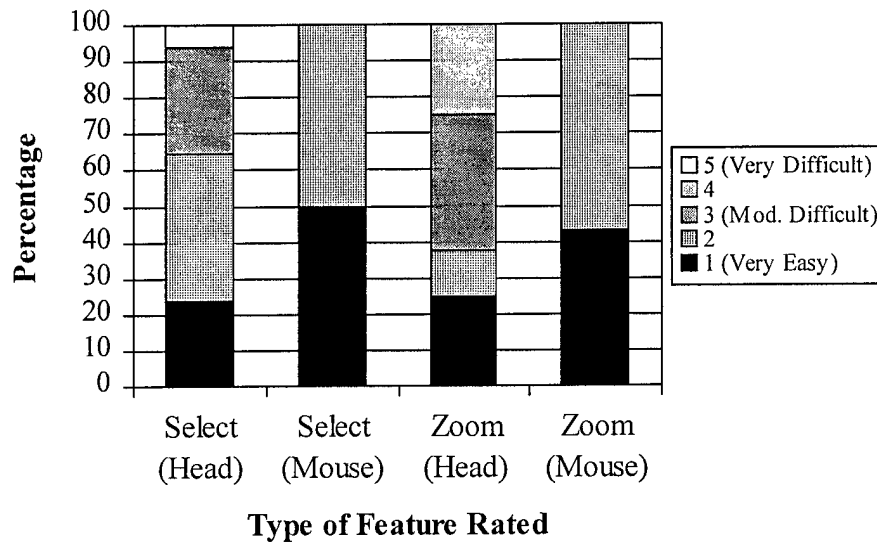 Percentage
100
90
80
70
60
50
40
30
20
10
0
Select
(Head)
Select
(Mouse)
Zoom
(Head)
Zoom
(Mouse)
Type of Feature Rated
5 (Very Difficult)
4
3 (Mod. Difficult)
2
1 (Very Easy)